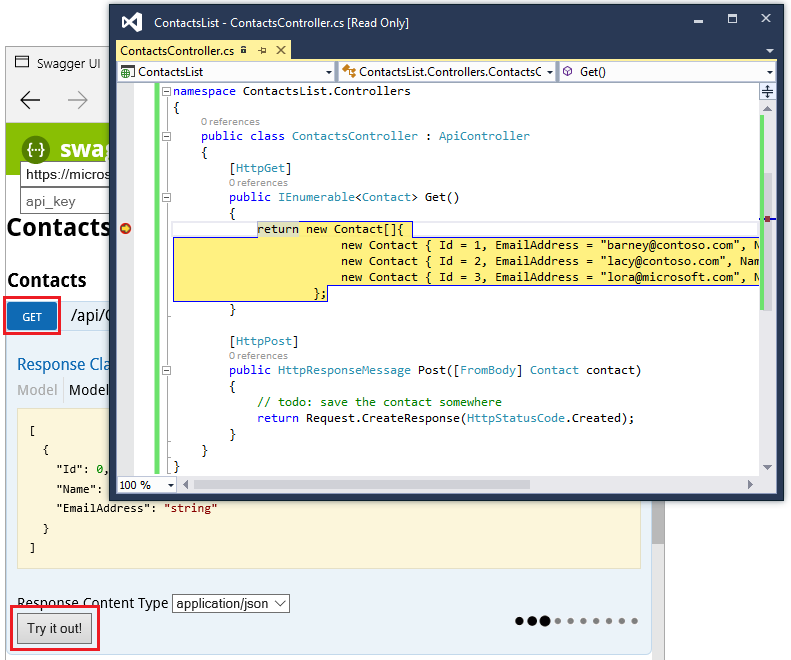 ContactsList - ContactsController.cs [Read Only]
ContactsController.cs
ContactsList
ContactsList.Controllers.ContactsC
Get()
namespace ContactsList.Controllers
{
0 references
public class ContactsController : ApiController
{
[HttpGet]
0 references
public IEnumerable<Contact> Get()
{
return new Contact[]{
new Contact { Id = 1, EmailAddress = "barney@contoso.com", N
new Contact { Id = 2, EmailAddress = "lacy@contoso.com", Nam
new Contact { Id = 3, EmailAddress = "lora@microsoft.com", N
};
}
[HttpPost]
0 references
public HttpResponseMessage Post([FromBody] Contact contact)
{
// todo: save the contact somewhere
return Request.CreateResponse(HttpStatusCode.Created);
}
}
}
100 %
Swagger UI
{··}
swag
https://micros
api_key
Contacts
Contacts
GET
/api/C
Response Cla
Model
Model
[
{
"Id": 0,
"Name":
"EmailAddress": "string"
}
]
Response Content Type
application/json
Try it out!